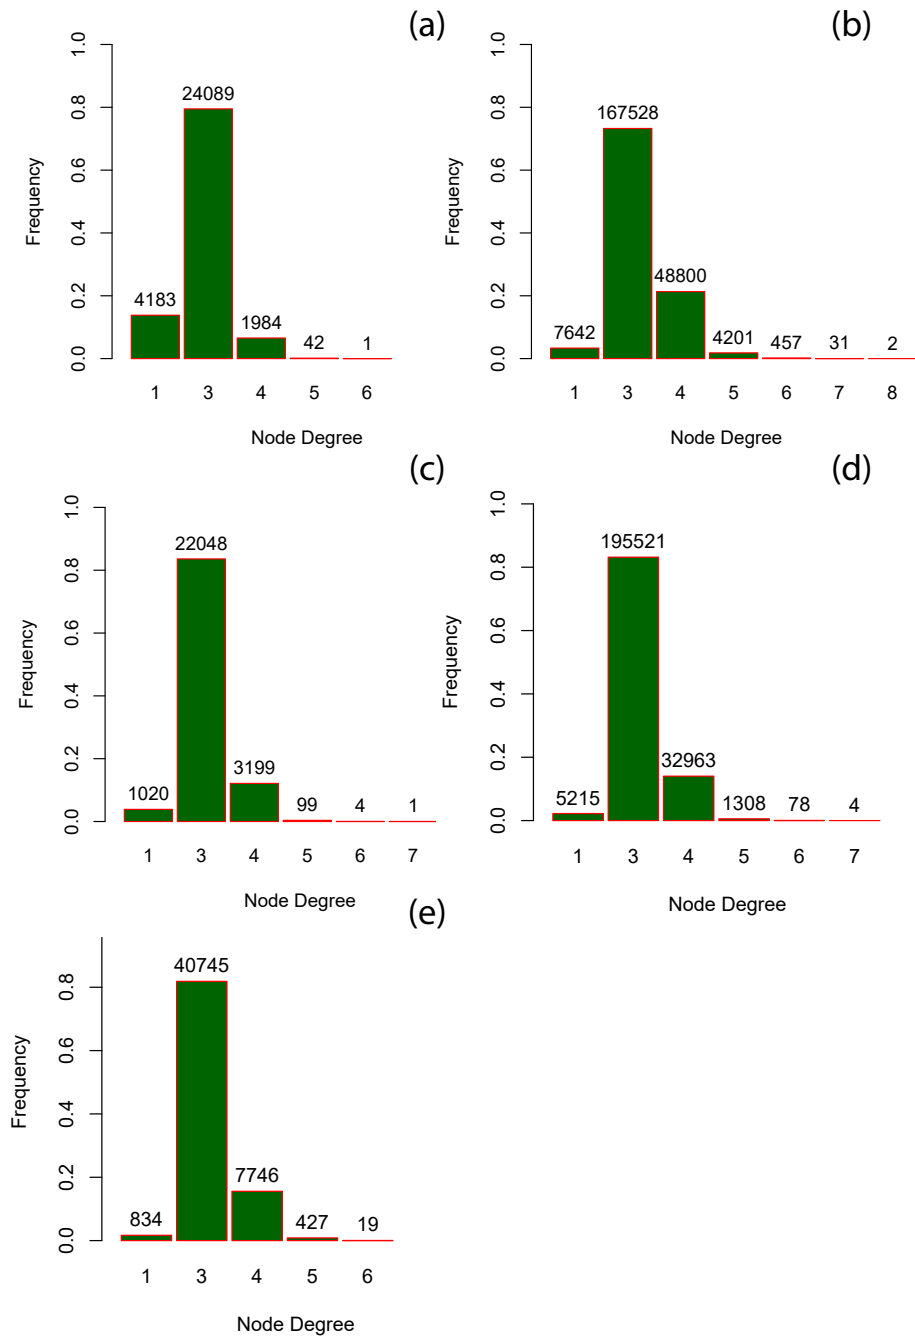 (a)
1.0
0.8
0.6
0.4
0.2
0.0
Frequency
4183
24089
1984
42
1
1 3 4 5 6
Node Degree
(b)
1.0
0.8
0.6
0.4
0.2
0.0
Frequency
7642
167528
48800
4201
457
31
2
1 3 4 5 6 7 8
Node Degree
(c)
1.0
0.8
0.6
0.4
0.2
0.0
Frequency
1020
22048
3199
99
4
1
1 3 4 5 6 7
Node Degree
(d)
1.0
0.8
0.6
0.4
0.2
0.0
Frequency
5215
195521
32963
1308
78
4
1 3 4 5 6 7
Node Degree
(e)
0.8
0.6
0.4
0.2
0.0
Frequency
834
40745
7746
427
19
1 3 4 5 6
Node Degree